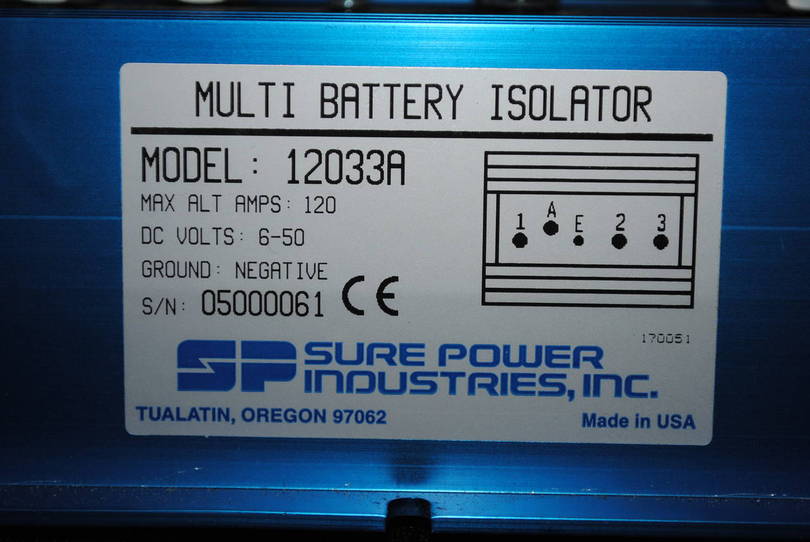 MULTI BATTERY ISOLATOR
MODEL: 12033A
MAX ALT AMPS: 120
DC VOLTS: 6-50
GROUND: NEGATIVE
S/N: 05000061 CE
1 A E 2 3
170051
SP SURE POWER
INDUSTRIES, INC.
TUALATIN, OREGON 97062
Made in USA